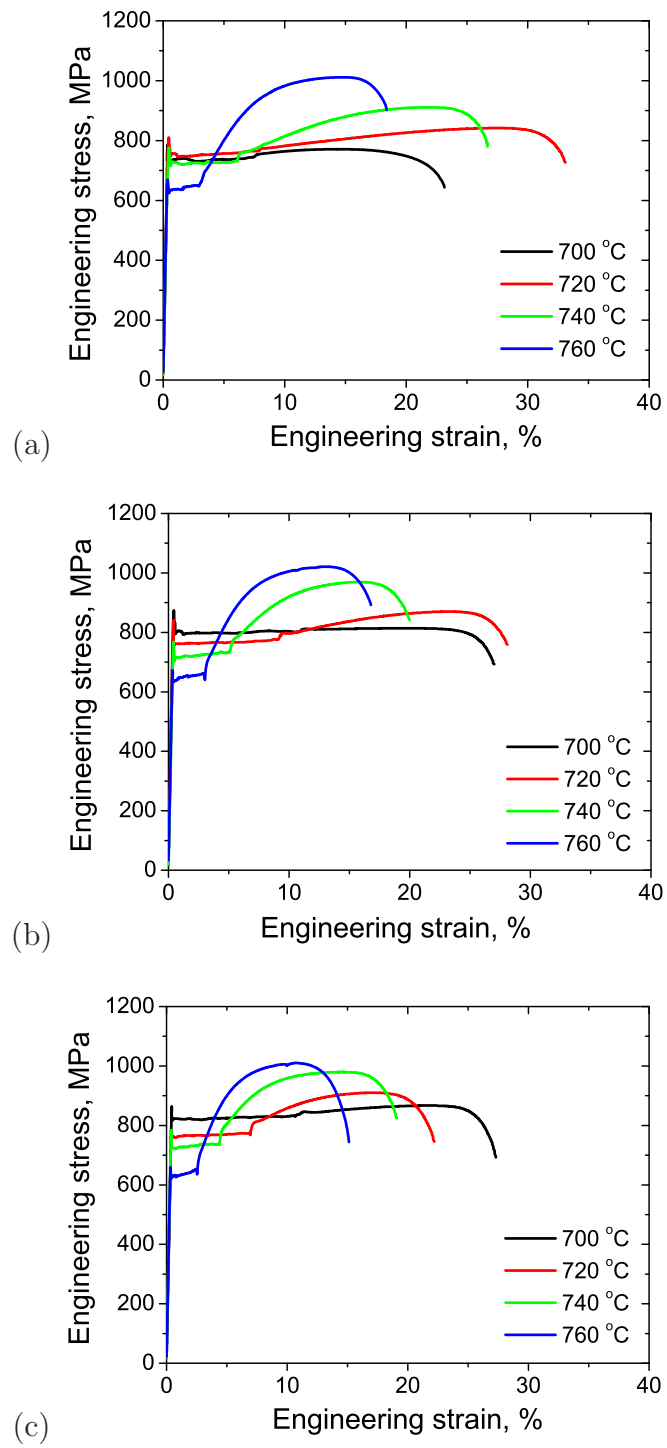 1200
1000
800
600
400
200
0
Engineering stress, MPa
700 °C
720 °C
740 °C
760 °C
0 10 20 30 40
Engineering strain, %
(a)
1200
1000
800
600
400
200
0
Engineering stress, MPa
700 °C
720 °C
740 °C
760 °C
0 10 20 30 40
Engineering strain, %
(b)
1200
1000
800
600
400
200
0
Engineering stress, MPa
700 °C
720 °C
740 °C
760 °C
0 10 20 30 40
Engineering strain, %
(c)